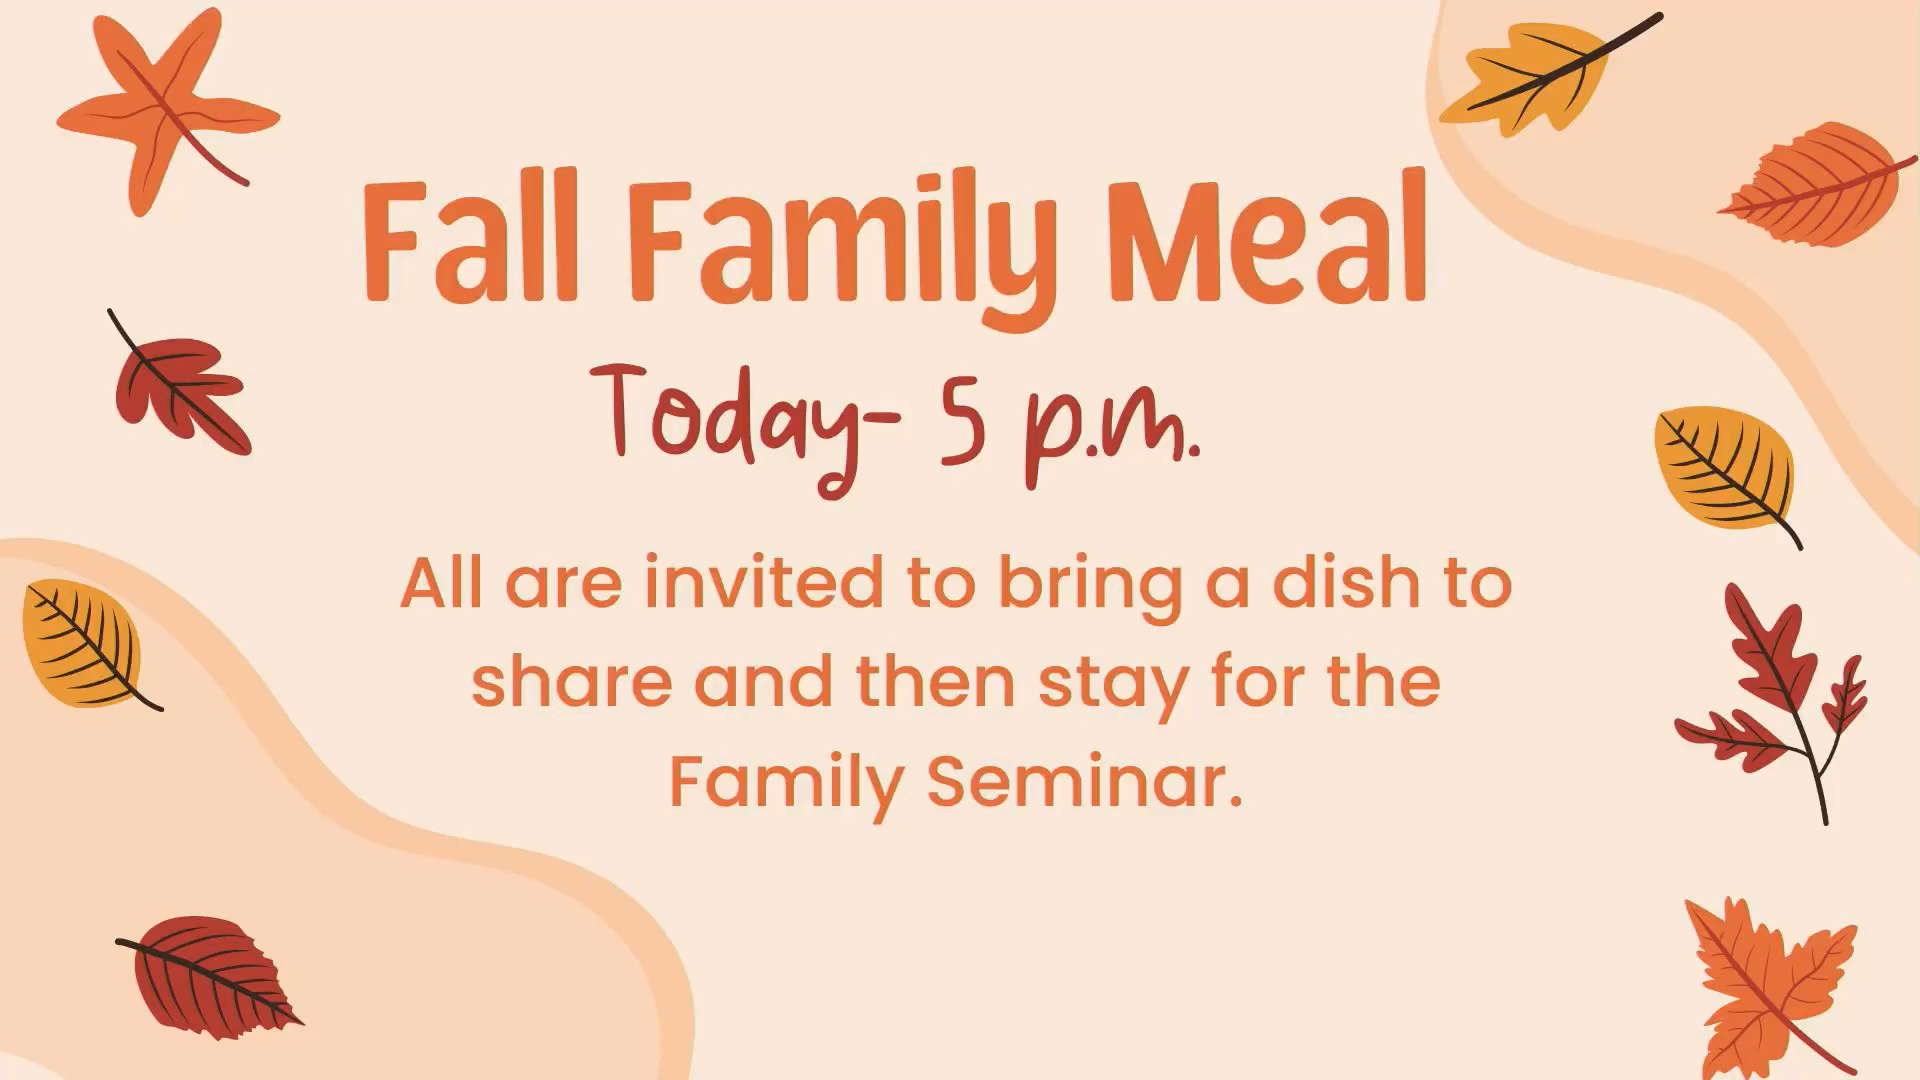 Fall Family Meal
Today- 5 p.m.
All are invited to bring a dish to
share and then stay for the
Family Seminar.